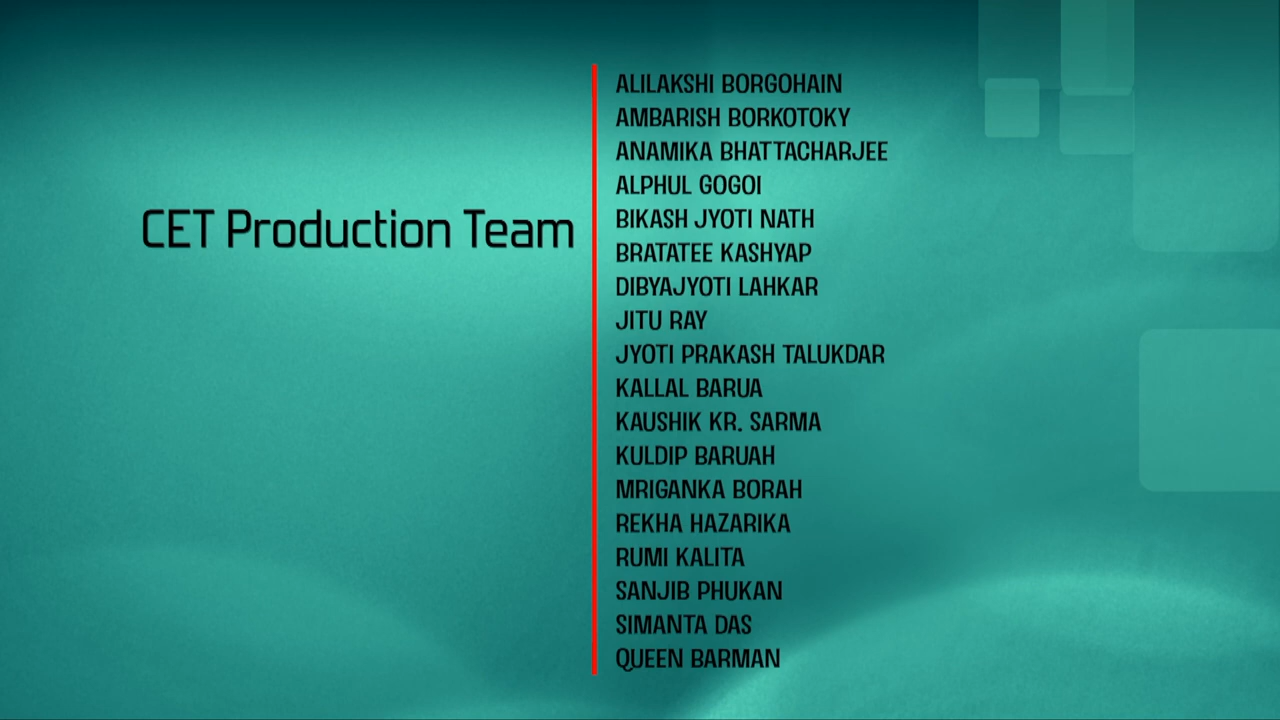 CET Production Team
ALILAKSHI BORGOHAIN
AMBARISH BORKOTOKY
ANAMIKA BHATTACHARJEE
ALPHUL GOGOI
BIKASH JYOTI NATH
BRATATEE KASHYAP
DIBYAJYOTI LAHKAR
JITU RAY
JYOTI PRAKASH TALUKDAR
KALLAL BARUA
KAUSHIK KR. SARMA
KULDIP BARUAH
MRIGANKA BORAH
REKHA HAZARIKA
RUMI KALITA
SANJIB PHUKAN
SIMANTA DAS
QUEEN BARMAN